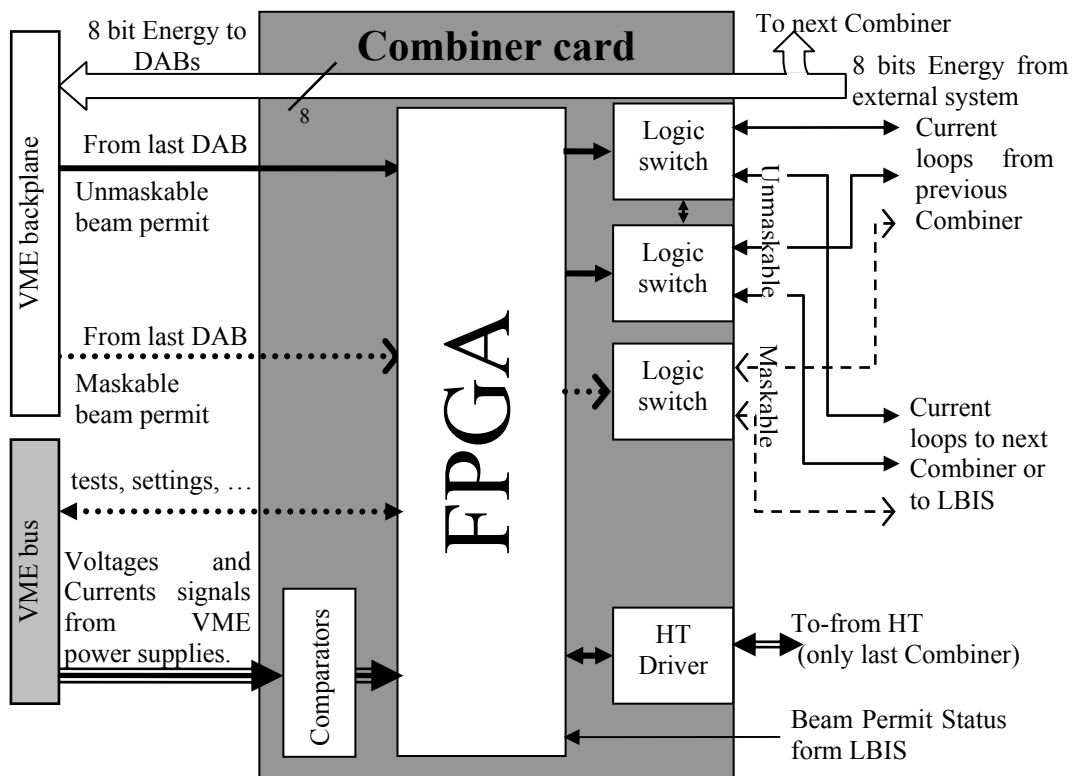 8 bit Energy to
DABs
Combiner card
To next Combiner
8
8 bits Energy from
external system
VME backplane
From last DAB
Unmaskable
beam permit
Logic
switch
Unmaskable
Current
loops from
previous
Combiner
Logic
switch
From last DAB
Maskable
beam permit
FPGA
Logic
switch
Maskable
Current
loops to next
Combiner or
to LBIS
VME bus
tests, settings, …
Voltages and
Currents signals
from VME
power supplies.
Comparators
HT
Driver
To-from HT
(only last Combiner)
Beam Permit Status
form LBIS